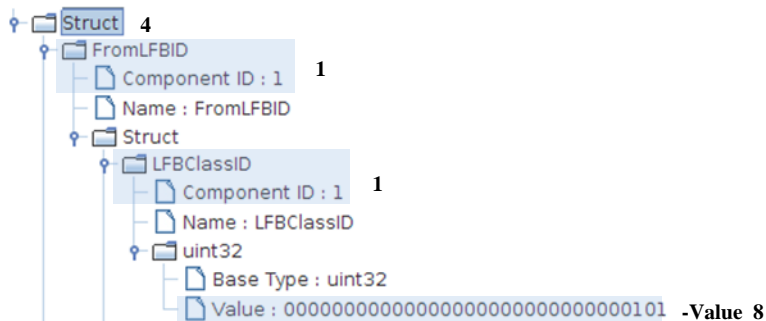 Struct 4
FromLFBID
Component ID : 1 1
Name : FromLFBID
Struct
LFBClassID
Component ID : 1 1
Name : LFBClassID
uint32
Base Type : uint32
Value : 00000000000000000000000000000101 -Value 8